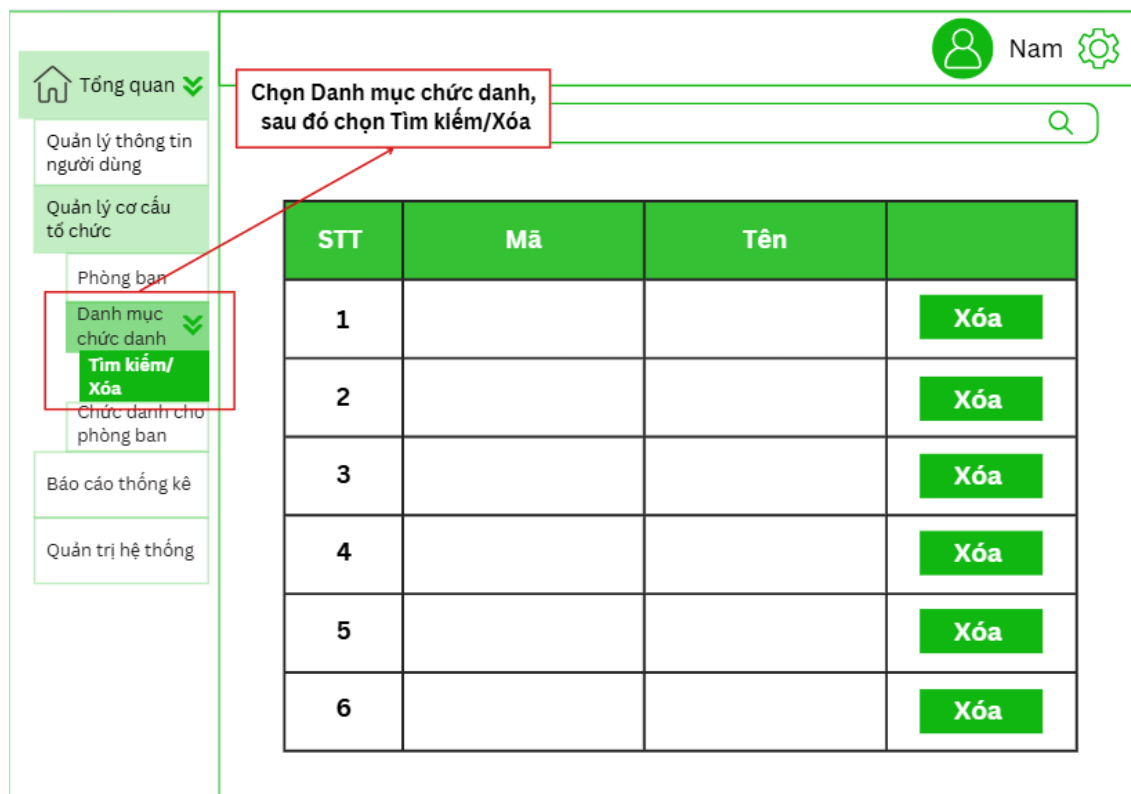 Nam
Tổng quan
Chọn Danh mục chức danh,
sau đó chọn Tìm kiếm/Xóa
Quản lý thông tin
người dùng
Quản lý cơ cấu
tổ chức
Phòng ban
Danh mục
chức danh
Tìm kiếm/
Xóa
Chức danh cho
phòng ban
Báo cáo thống kê
Quản trị hệ thống
STT Mã Tên
1 Xóa
2 Xóa
3 Xóa
4 Xóa
5 Xóa
6 Xóa